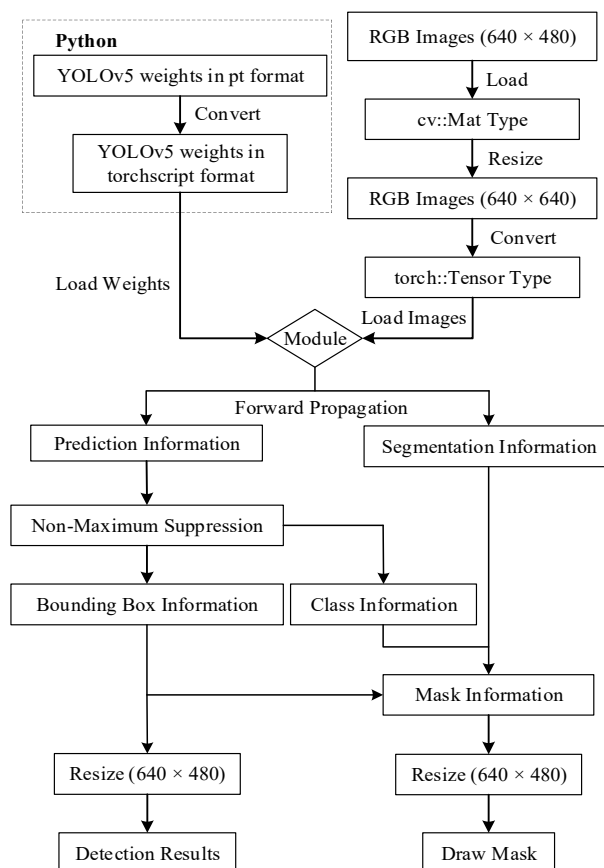 Python
YOLOv5 weights in pt format
Convert
YOLOv5 weights in
torchscript format
Load Weights
RGB Images (640 × 480)
Load
cv::Mat Type
Resize
RGB Images (640 × 640)
Convert
torch::Tensor Type
Load Images
Module
Forward Propagation
Prediction Information
Segmentation Information
Non-Maximum Suppression
Bounding Box Information
Class Information
Mask Information
Resize (640 × 480)
Resize (640 × 480)
Detection Results
Draw Mask